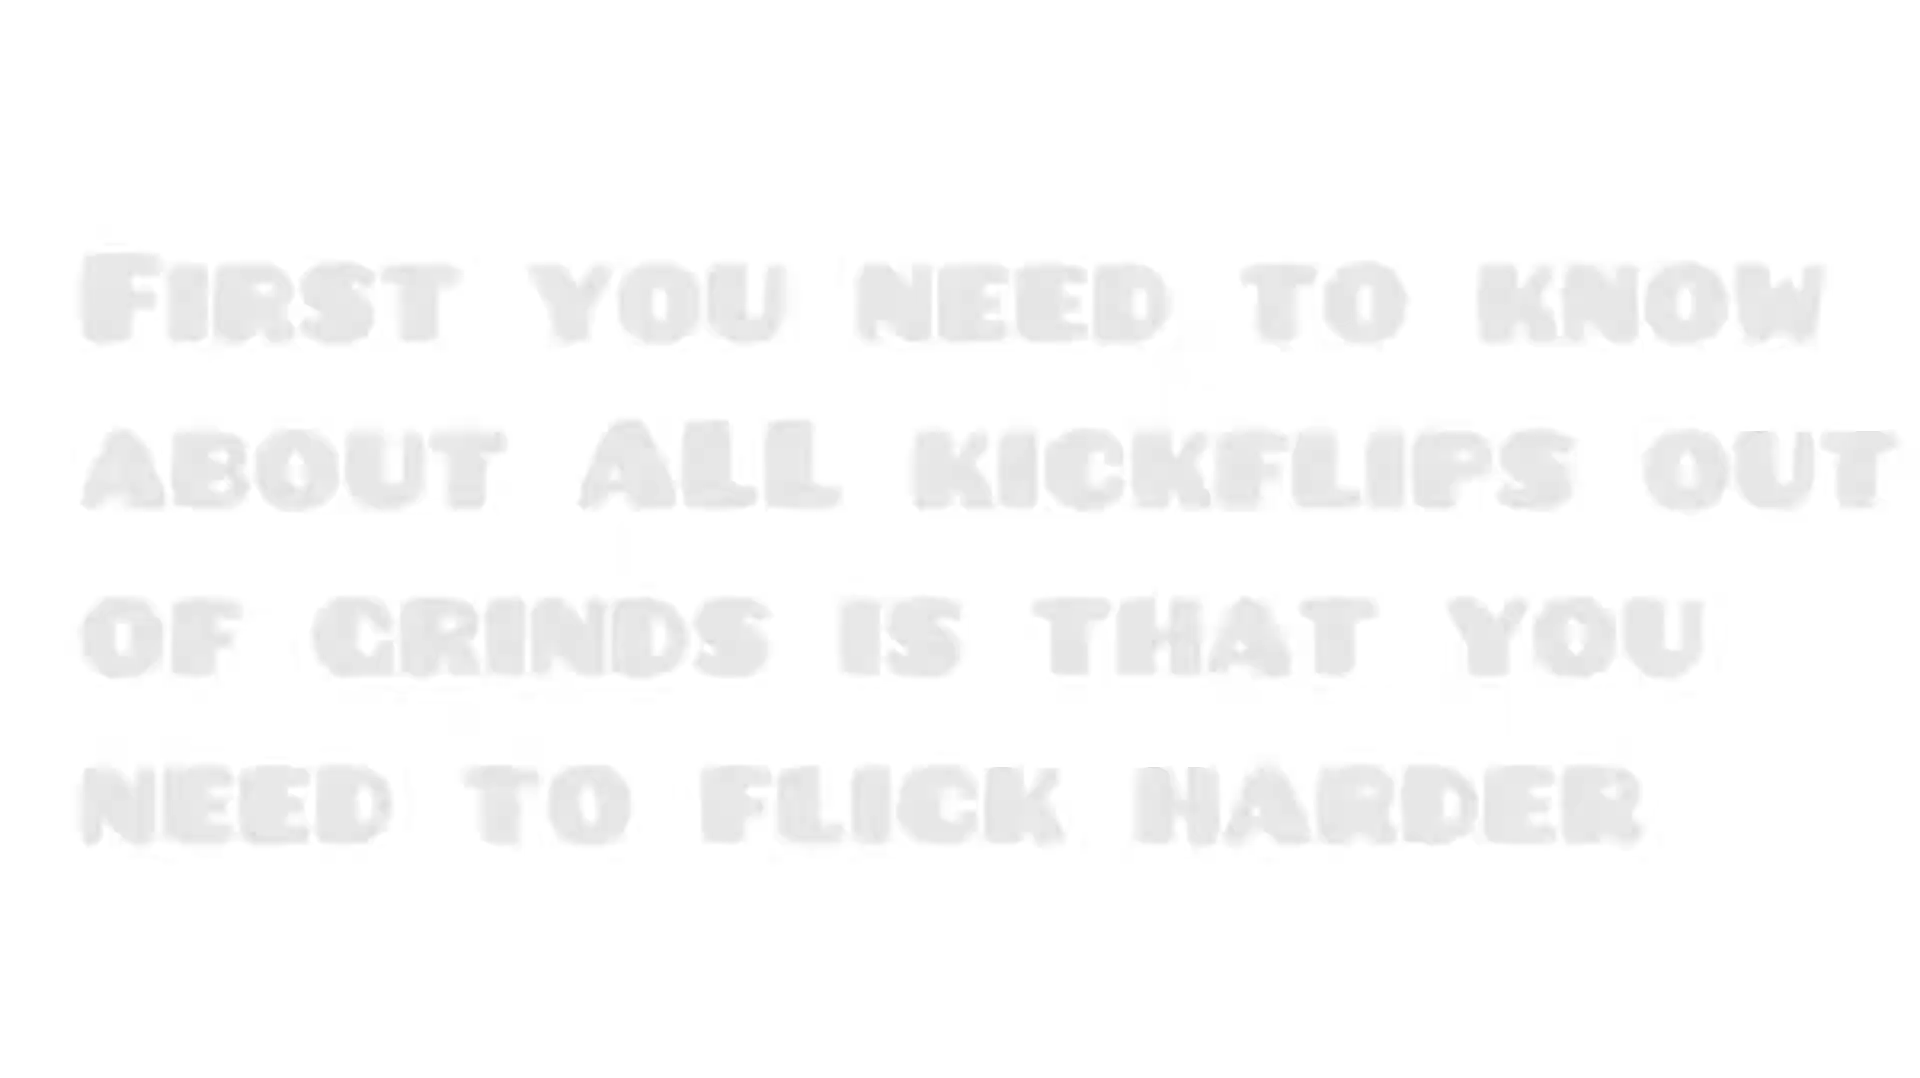 First you need to know
about ALL kickflips out
of grinds is that you
need to flick harder